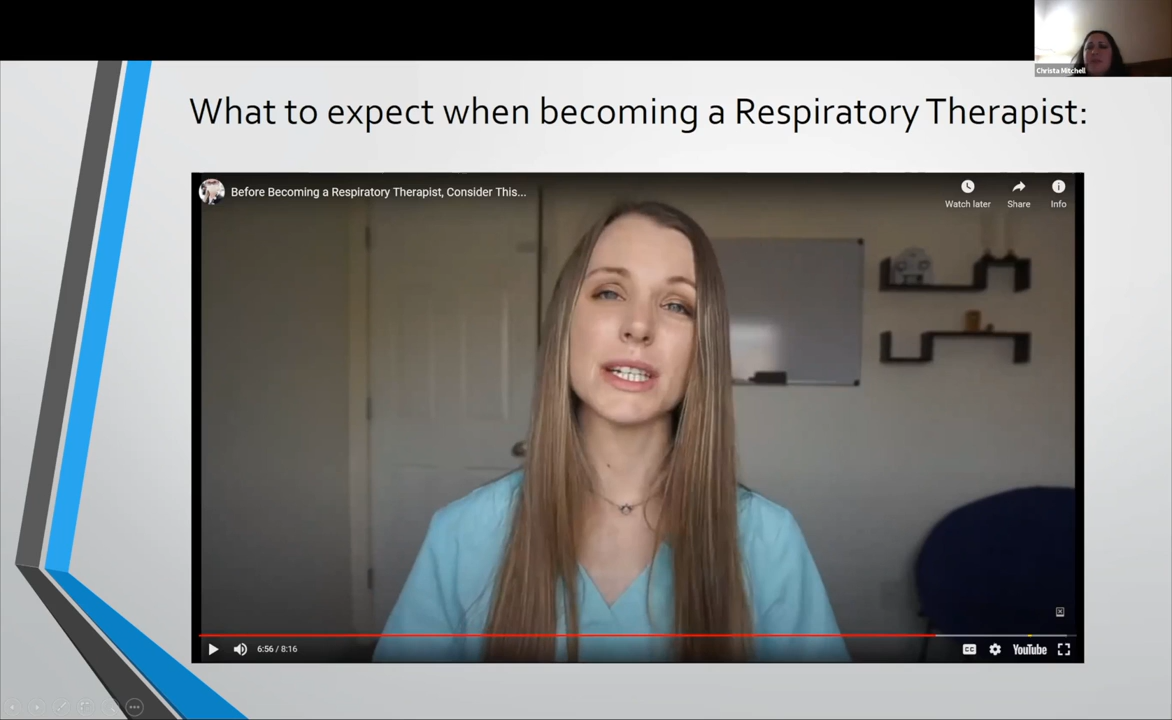 Christa Mitchell
What to expect when becoming a Respiratory Therapist:
Before Becoming a Respiratory Therapist, Consider This...
Watch later
Share
Info
6:56 / 8:16
CC
YouTube